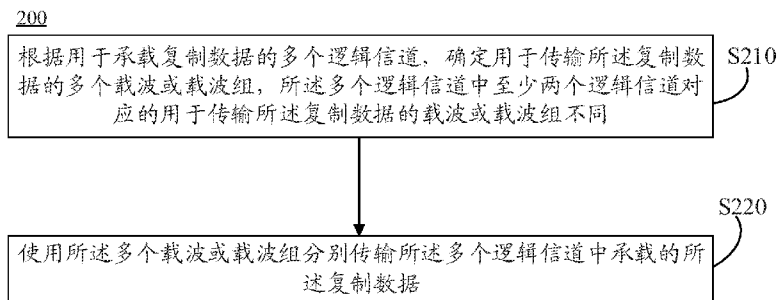 200
根据用于承载复制数据的多个逻辑信道，确定用于传输所述复制数
据的多个载波或载波组，所述多个逻辑信道中至少两个逻辑信道对
应的用于传输所述复制数据的载波或载波组不同
S210
S220
使用所述多个载波或载波组分别传输所述多个逻辑信道中承载的所
述复制数据